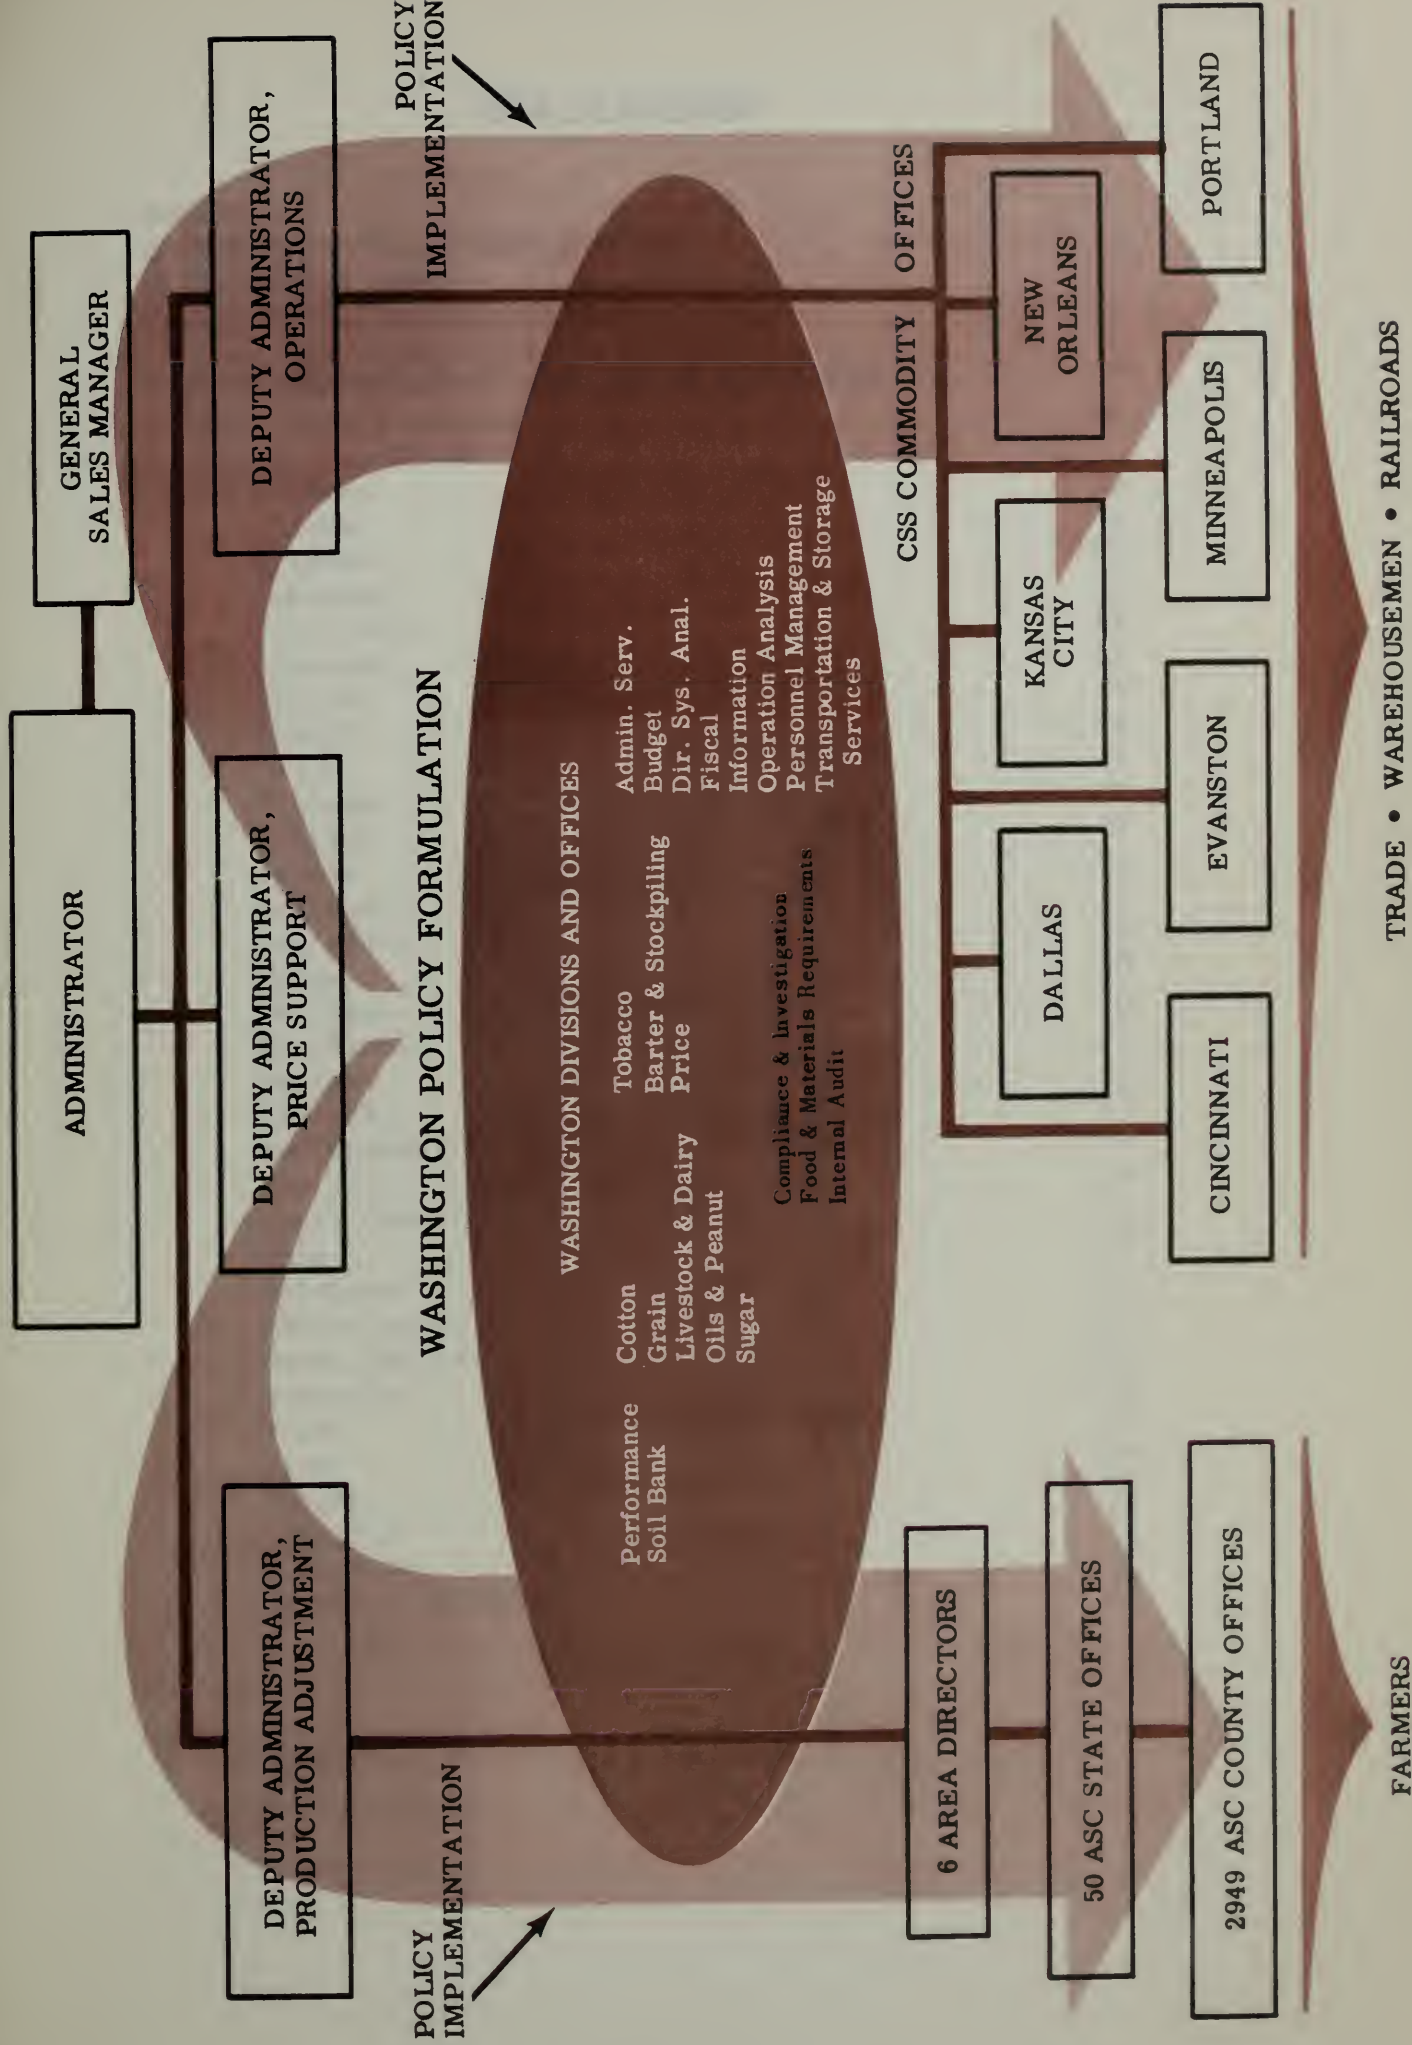 ADMINISTRATOR
GENERAL
SALES MANAGER
DEPUTY ADMINISTRATOR,
PRODUCTION ADJUSTMENT
DEPUTY ADMINISTRATOR,
PRICE SUPPORT
DEPUTY ADMINISTRATOR,
OPERATIONS
POLICY
IMPLEMENTATION
WASHINGTON POLICY FORMULATION
POLICY
IMPLEMENTATION
WASHINGTON DIVISIONS AND OFFICES
Performance
Soil Bank
Cotton
Grain
Livestock & Dairy
Oils & Peanut
Sugar
Tobacco
Barter & Stockpiling
Price
Admin. Serv.
Budget
Dir. Sys. Anal.
Fiscal
Information
Operation Analysis
Personnel Management
Transportation & Storage
Services
Compliance & Investigation
Food & Materials Requirements
Internal Audit
6 AREA DIRECTORS
50 ASC STATE OFFICES
2949 ASC COUNTY OFFICES
FARMERS
CSS COMMODITY OFFICES
DALLAS
KANSAS
CITY
NEW
ORLEANS
CINCINNATI
EVANSTON
MINNEAPOLIS
PORTLAND
TRADE • WAREHOUSEMEN • RAILROADS